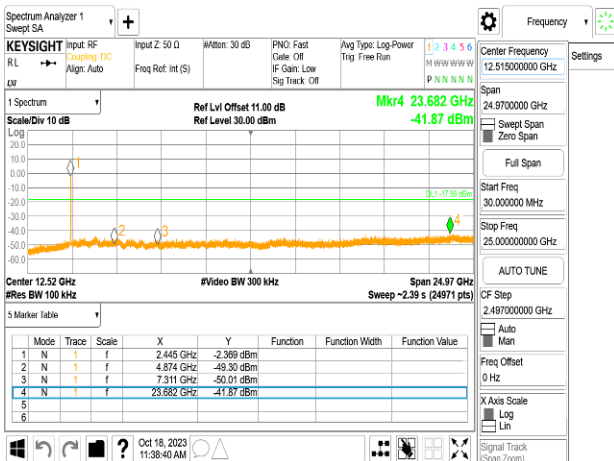 Spectrum Analyzer 1
Swept SA
Frequency
KEYSIGHT Input: RF Input Z: 50 Ω #Atten: 30 dB PNO: Fast Avg Type: Log-Power 1 2 3 4 5 6
RL Coupling: DC Gate: Off Trig: Free Run M W W W W W
Align: Auto Freq Ref: Int (S) IF Gain: Low
Sig Track: Off P N N N N N
1 Spectrum
Scale/Div 10 dB
Ref Lvl Offset 11.00 dB
Ref Level 30.00 dBm
Mkr4 23.682 GHz
-41.87 dBm
Log
20.0
10.0
0.00
-10.0
-20.0
-30.0
-40.0
-50.0
-60.0
1
2
3
4
DL1 -17.98 dBm
Center 12.52 GHz #Video BW 300 kHz Span 24.97 GHz
#Res BW 100 kHz Sweep ~2.39 s (24971 pts)
5 Marker Table
Mode Trace Scale X Y Function Function Width Function Value
1 N 1 f 2.445 GHz -2.369 dBm
2 N 1 f 4.874 GHz -49.30 dBm
3 N 1 f 7.311 GHz -50.01 dBm
4 N 1 f 23.682 GHz -41.87 dBm
5
6
?
Oct 18, 2023
11:38:40 AM
Center Frequency
12.515000000 GHz
Span
24.9700000 GHz
Swept Span
Zero Span
Full Span
Start Freq
30.000000 MHz
Stop Freq
25.000000000 GHz
AUTO TUNE
CF Step
2.497000000 GHz
Auto
Man
Freq Offset
0 Hz
X Axis Scale
Log
Lin
Signal Track
(Span Zoom)
Settings